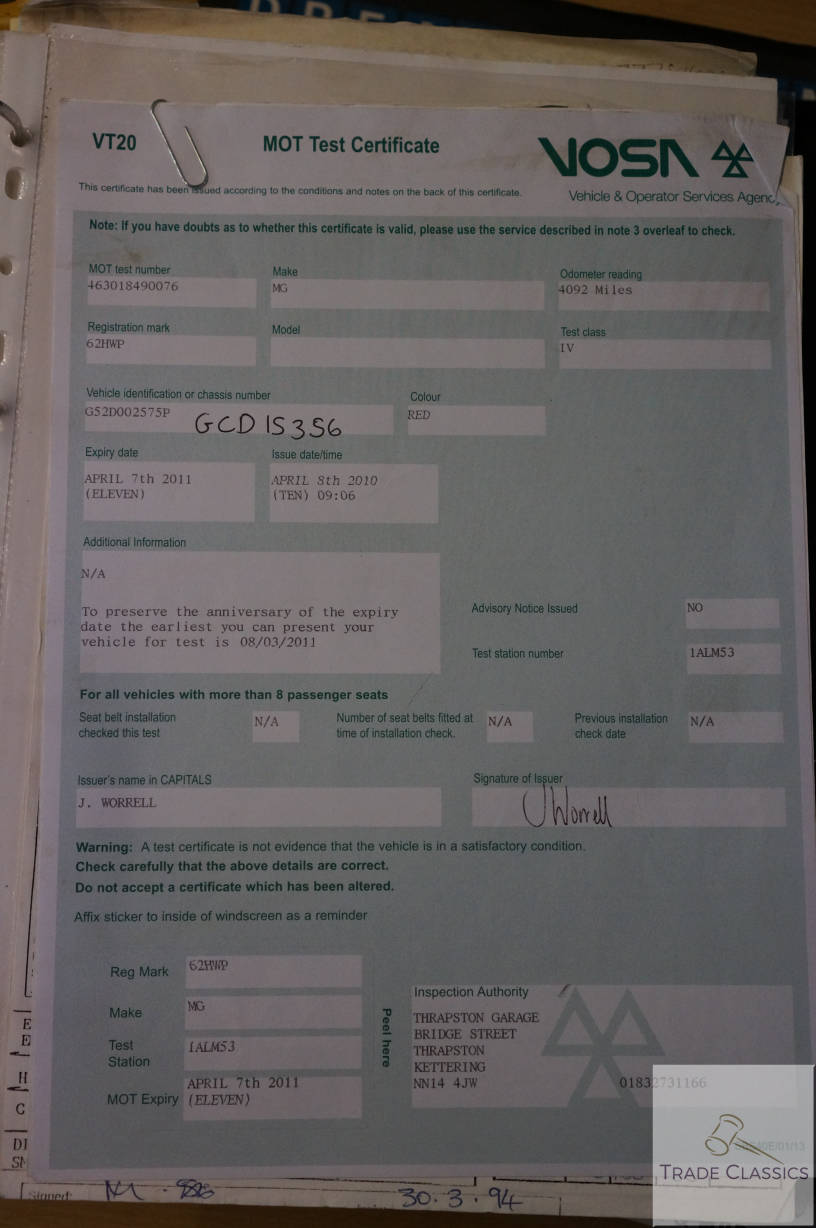 VT20
MOT Test Certificate
VOSA
This certificate has been issued according to the conditions and notes on the back of this certificate.
Vehicle & Operator Services Agency
Note: If you have doubts as to whether this certificate is valid, please use the service described in note 3 overleaf to check.
MOT test number
463018490076
Make
MG
Odometer reading
4092 Miles
Registration mark
62HWP
Model
Test class
IV
Vehicle identification or chassis number
G52D002575P
GCD 15356
Colour
RED
Expiry date
APRIL 7th 2011
(ELEVEN)
Issue date/time
APRIL 8th 2010
(TEN) 09:06
Additional Information
N/A
To preserve the anniversary of the expiry
date the earliest you can present your
vehicle for test is 08/03/2011
Advisory Notice Issued
NO
Test station number
1ALM53
For all vehicles with more than 8 passenger seats
Seat belt installation
checked this test
N/A
Number of seat belts fitted at
time of installation check.
N/A
Previous installation
check date
N/A
Issuer's name in CAPITALS
J. WORRELL
Signature of Issuer
J Worrell
Warning: A test certificate is not evidence that the vehicle is in a satisfactory condition.
Check carefully that the above details are correct.
Do not accept a certificate which has been altered.
Affix sticker to inside of windscreen as a reminder
Reg Mark
62HWP
Make
MG
Test
Station
1ALM53
MOT Expiry
APRIL 7th 2011
(ELEVEN)
Peel here
Inspection Authority
THRAPSTON GARAGE
BRIDGE STREET
THRAPSTON
KETTERING
NN14 4JW
01832731166
TRADE CLASSICS
Signed:
30.3.94